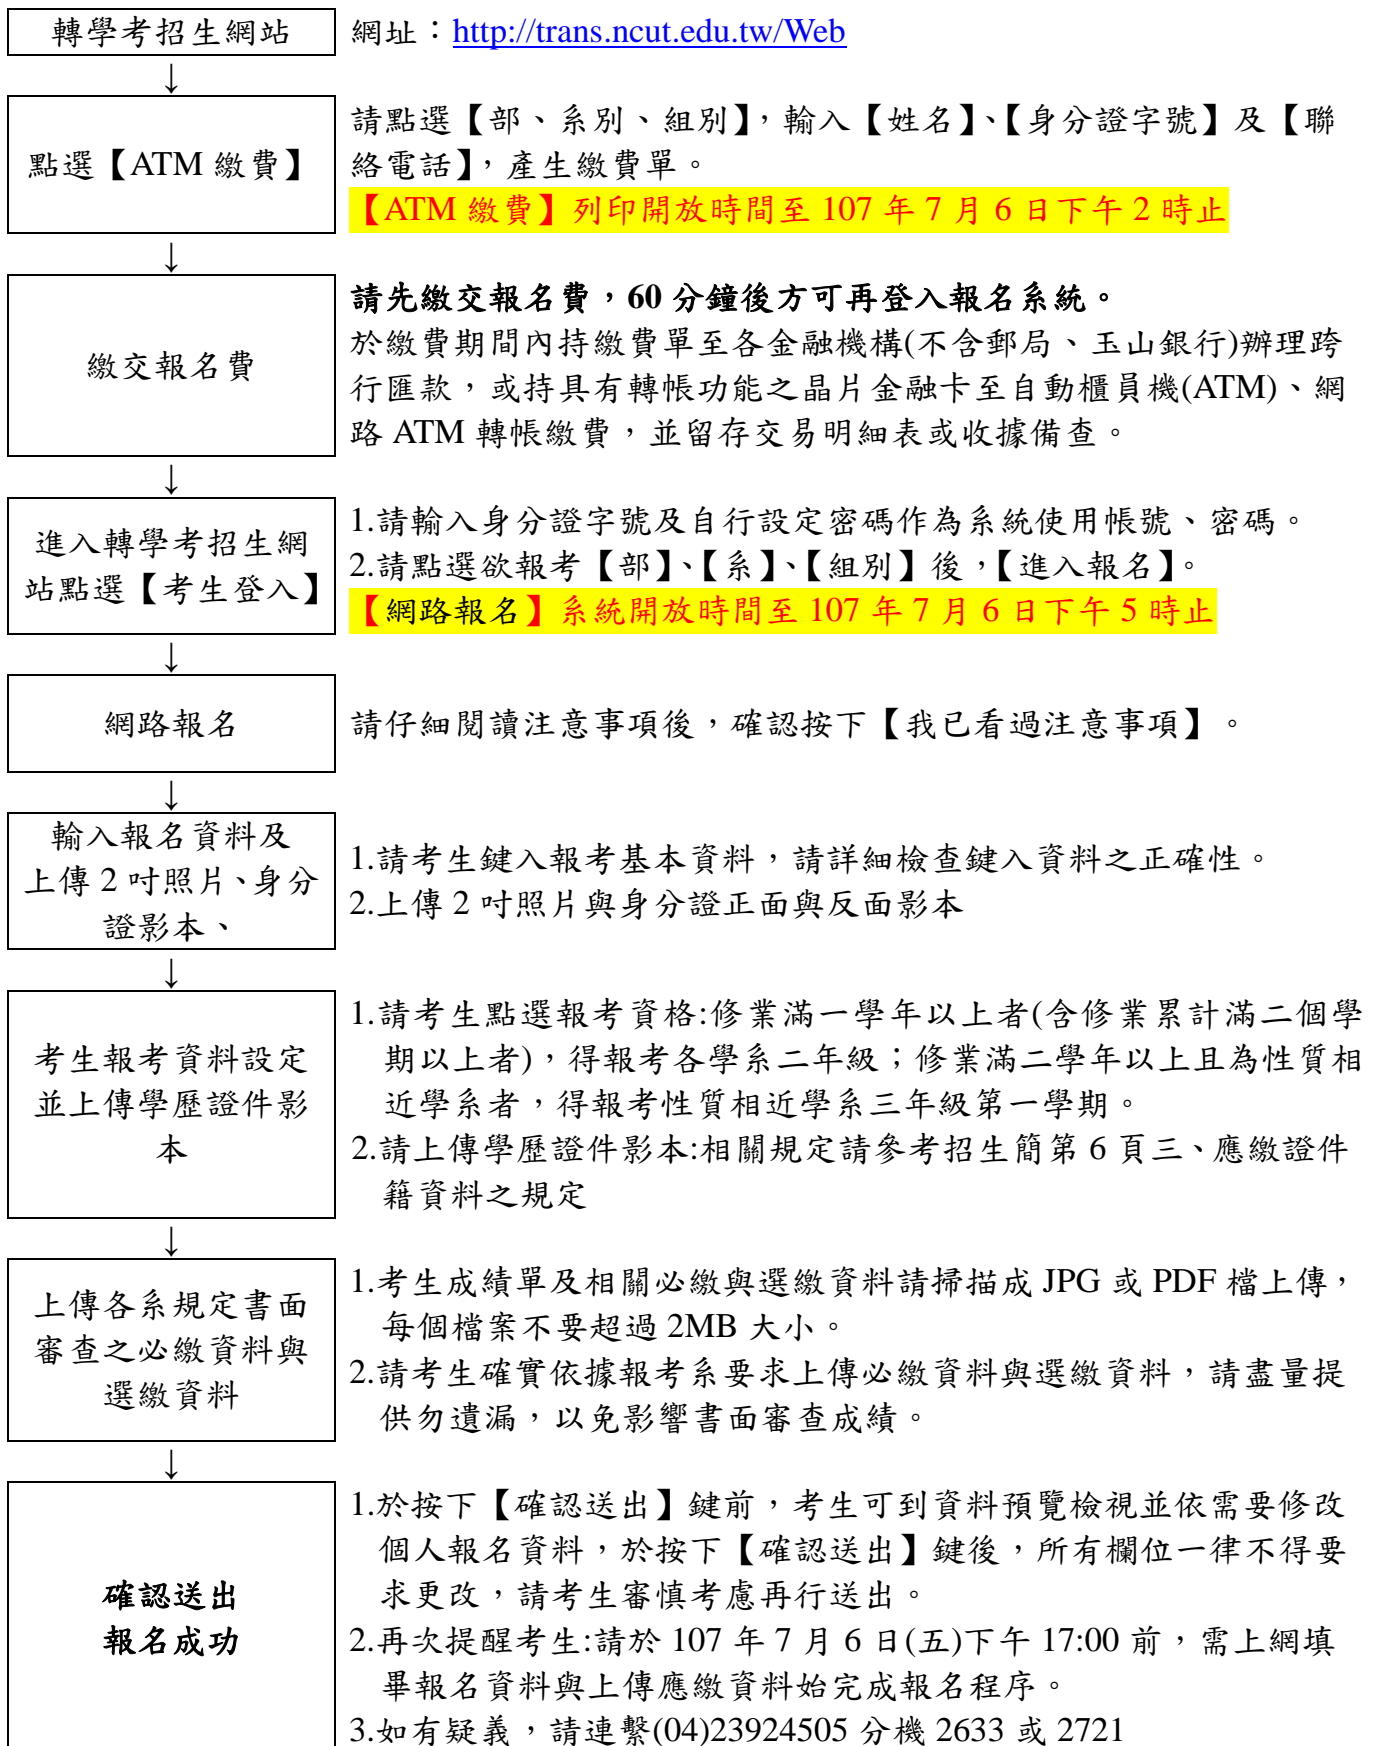 轉學考招生網站
網址：http://trans.ncut.edu.tw/Web
↓
點選【ATM 繳費】
請點選【部、系別、組別】，輸入【姓名】、【身分證字號】及【聯
絡電話】，產生繳費單。
【ATM 繳費】列印開放時間至 107 年 7 月 6 日下午 2 時止
↓
繳交報名費
請先繳交報名費，60 分鐘後方可再登入報名系統。
於繳費期間內持繳費單至各金融機構(不含郵局、玉山銀行)辦理跨
行匯款，或持具有轉帳功能之晶片金融卡至自動櫃員機(ATM)、網
路 ATM 轉帳繳費，並留存交易明細表或收據備查。
↓
進入轉學考招生網
站點選【考生登入】
1.請輸入身分證字號及自行設定密碼作為系統使用帳號、密碼。
2.請點選欲報考【部】、【系】、【組別】後，【進入報名】。
【網路報名】系統開放時間至 107 年 7 月 6 日下午 5 時止
↓
網路報名
請仔細閱讀注意事項後，確認按下【我已看過注意事項】。
↓
輸入報名資料及
上傳 2 吋照片、身分
證影本、
1.請考生鍵入報考基本資料，請詳細檢查鍵入資料之正確性。
2.上傳 2 吋照片與身分證正面與反面影本
↓
考生報考資料設定
並上傳學歷證件影
本
1.請考生點選報考資格:修業滿一學年以上者(含修業累計滿二個學
期以上者)，得報考各學系二年級；修業滿二學年以上且為性質相
近學系者，得報考性質相近學系三年級第一學期。
2.請上傳學歷證件影本:相關規定請參考招生簡第 6 頁三、應繳證件
籍資料之規定
↓
上傳各系規定書面
審查之必繳資料與
選繳資料
1.考生成績單及相關必繳與選繳資料請掃描成 JPG 或 PDF 檔上傳，
每個檔案不要超過 2MB 大小。
2.請考生確實依據報考系要求上傳必繳資料與選繳資料，請盡量提
供勿遺漏，以免影響書面審查成績。
↓
確認送出
報名成功
1.於按下【確認送出】鍵前，考生可到資料預覽檢視並依需要修改
個人報名資料，於按下【確認送出】鍵後，所有欄位一律不得要
求更改，請考生審慎考慮再行送出。
2.再次提醒考生:請於 107 年 7 月 6 日(五)下午 17:00 前，需上網填
畢報名資料與上傳應繳資料始完成報名程序。
3.如有疑義，請連繫(04)23924505 分機 2633 或 2721